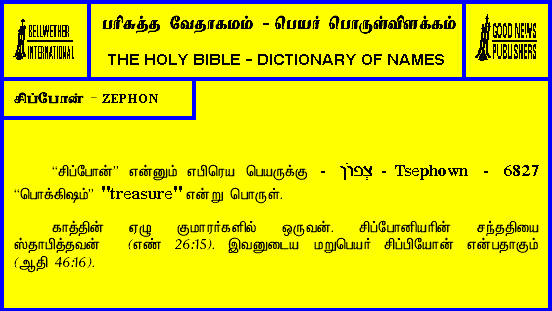 BELLWETHER
INTERNATIONAL
பரிசுத்த வேதாகமம் - பெயர் பொருள்விளக்கம்
THE HOLY BIBLE - DICTIONARY OF NAMES
GOOD NEWS
PUBLISHERS
சிப்போன் - ZEPHON
“சிப்போன்” என்னும் எபிரெய பெயருக்கு - צְפוֹן - Tsephown - 6827
“பொக்கிஷம்” "treasure" என்று பொருள்.
காத்தின் ஏழு குமாரர்களில் ஒருவன். சிப்போனியரின் சந்ததியை
ஸ்தாபித்தவன் (எண் 26:15). இவனுடைய மறுபெயர் சிப்பியோன் என்பதாகும்
(ஆதி 46:16).